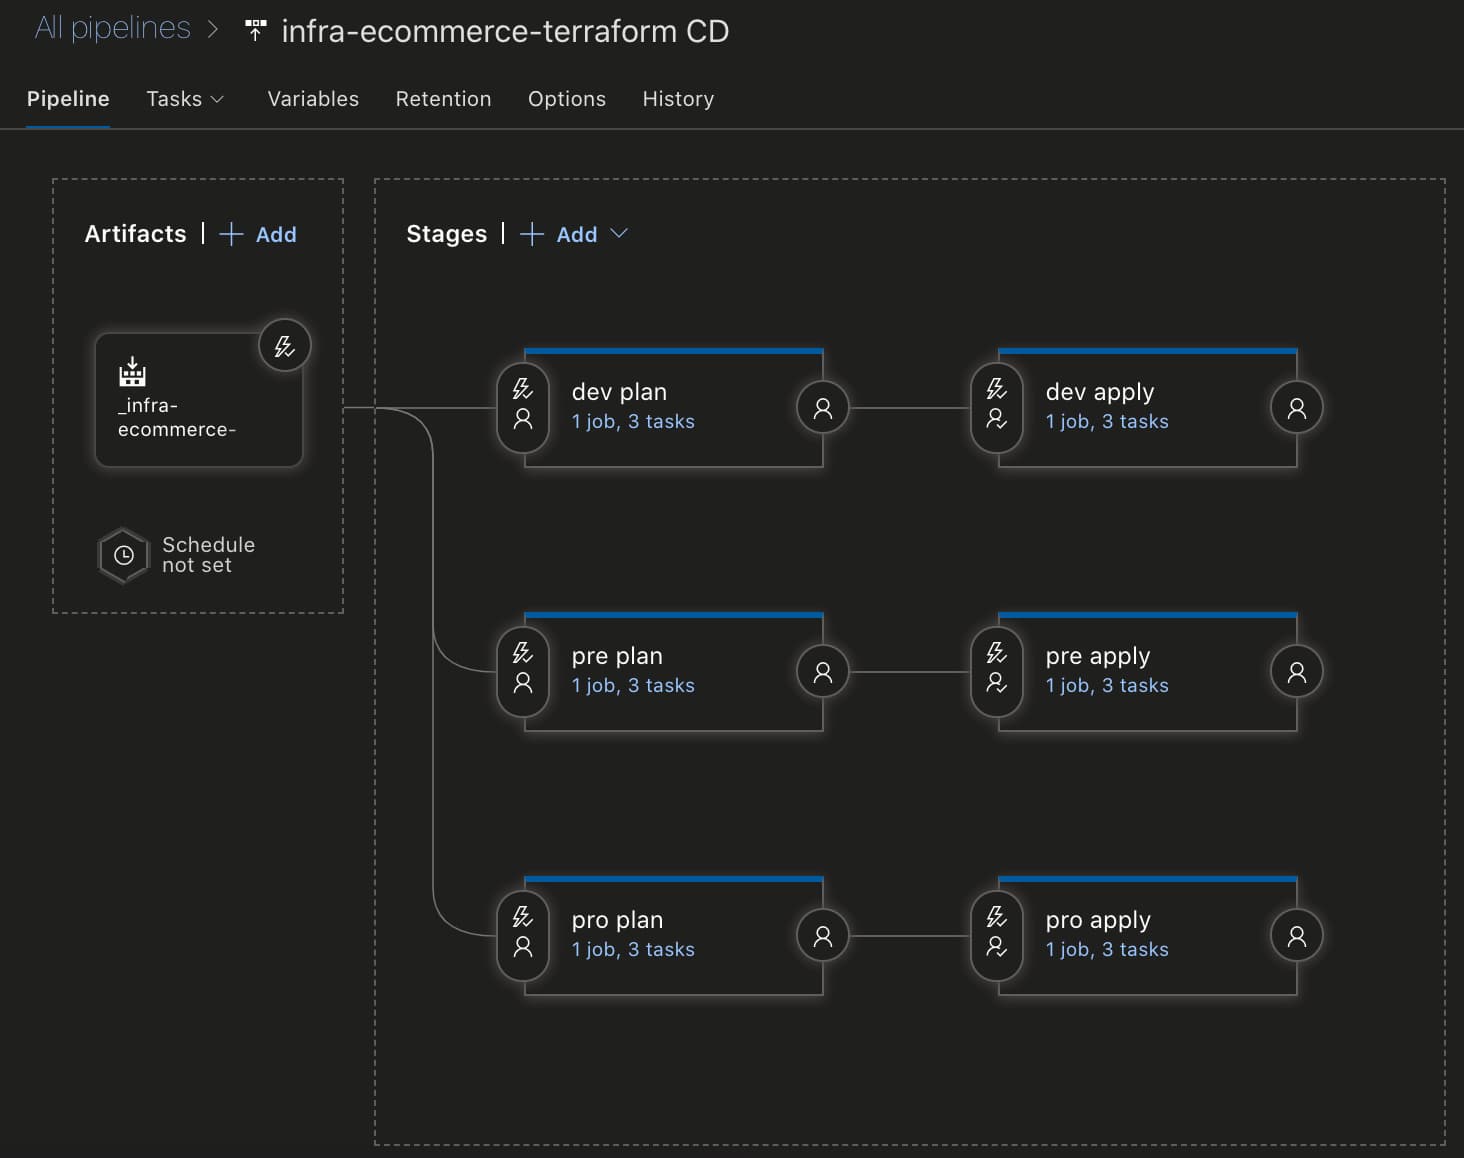 All pipelines > infra-ecommerce-terraform CD
Pipeline Tasks Variables Retention Options History
Artifacts | + Add
Stages | + Add
_infra-
ecommerce-
Schedule
not set
dev plan
1 job, 3 tasks
dev apply
1 job, 3 tasks
pre plan
1 job, 3 tasks
pre apply
1 job, 3 tasks
pro plan
1 job, 3 tasks
pro apply
1 job, 3 tasks